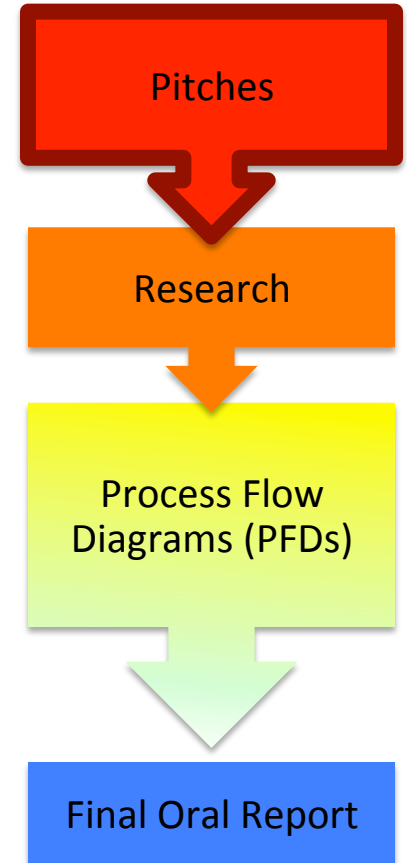 Pitches
Research
Process Flow
Diagrams (PFDs)
Final Oral Report